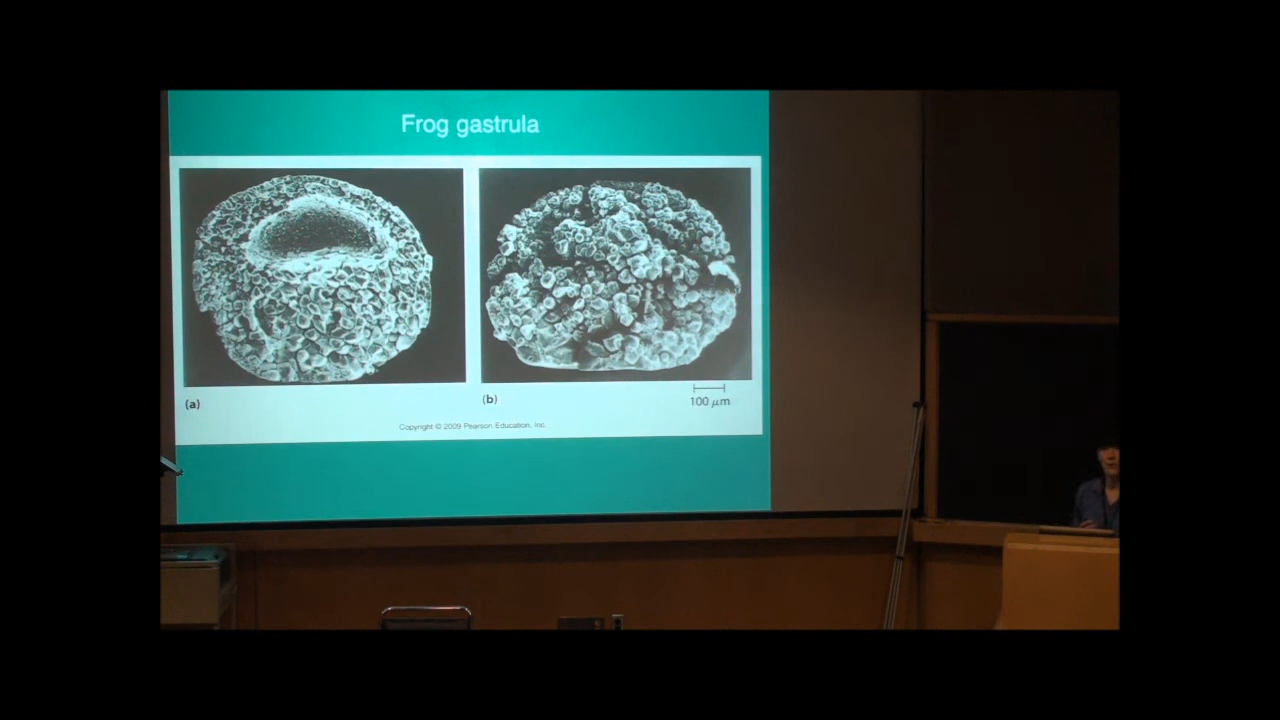 Frog gastrula
(a)
(b)
100 μm
Copyright © 2009 Pearson Education, Inc.